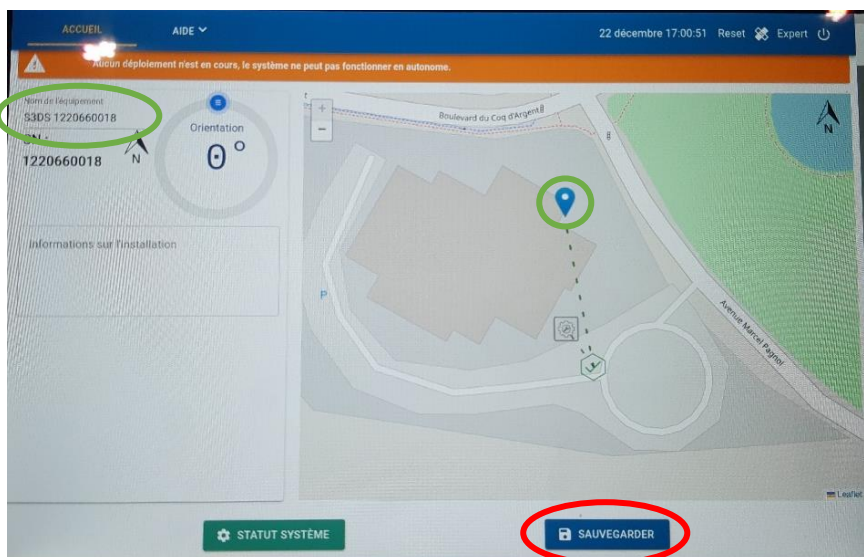 ACCUEIL
AIDE
22 décembre 17:00:51 Reset Expert
Aucun déploiement n'est en cours, le système ne peut pas fonctionner en autonome.
Nom de l'équipement
S3DS 1220660018
SN :
1220660018
N
Orientation
0°
Informations sur l'installation
+
−
Boulevard du Coq d'Argent
N
P
Avenue Marcel Pagnol
Leaflet
STATUT SYSTÈME
SAUVEGARDER